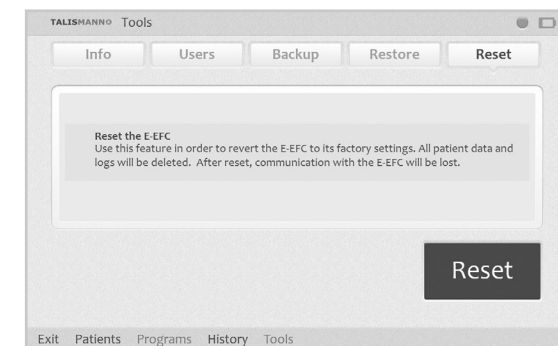 TALISMANNO Tools
Info Users Backup Restore Reset
Reset the E-EFC
Use this feature in order to revert the E-EFC to its factory settings. All patient data and
logs will be deleted. After reset, communication with the E-EFC will be lost.
Reset
Exit Patients Programs History Tools